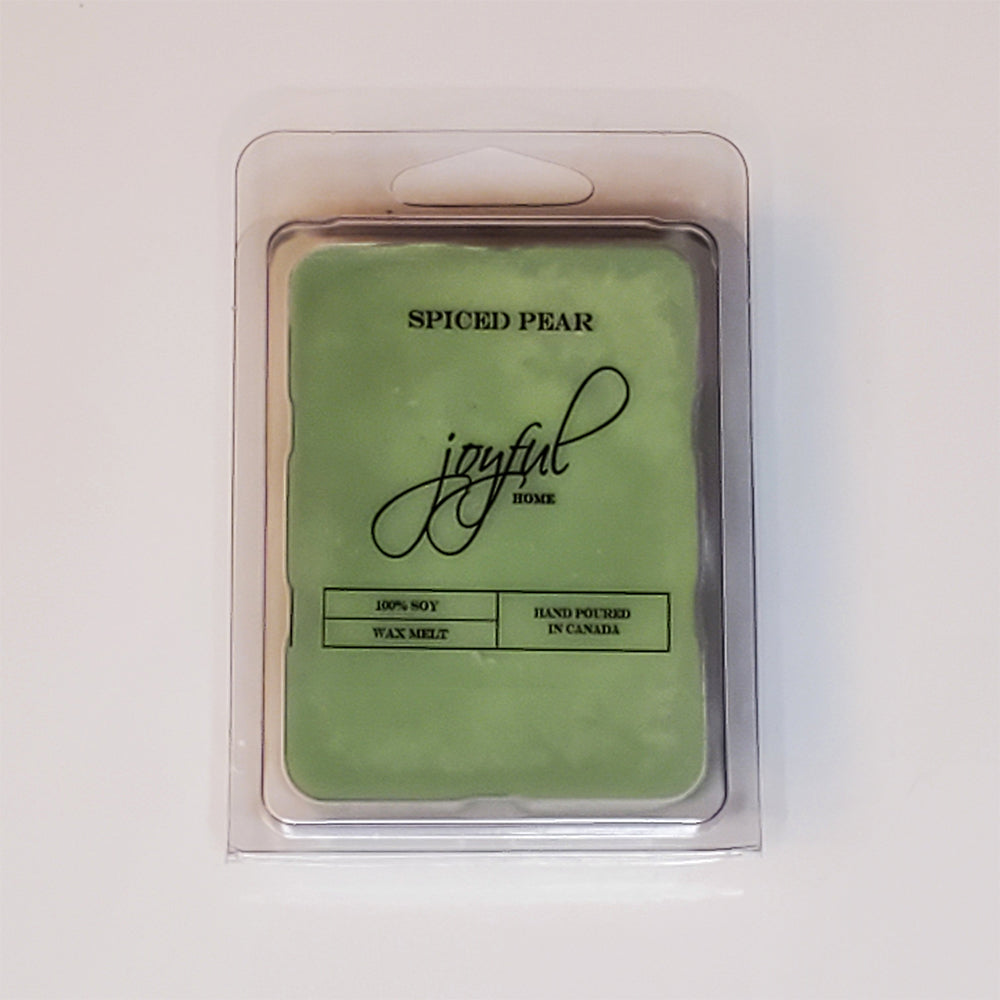 SPICED PEAR
joyful
HOME
100% SOY
WAX MELT
HAND POURED
IN CANADA